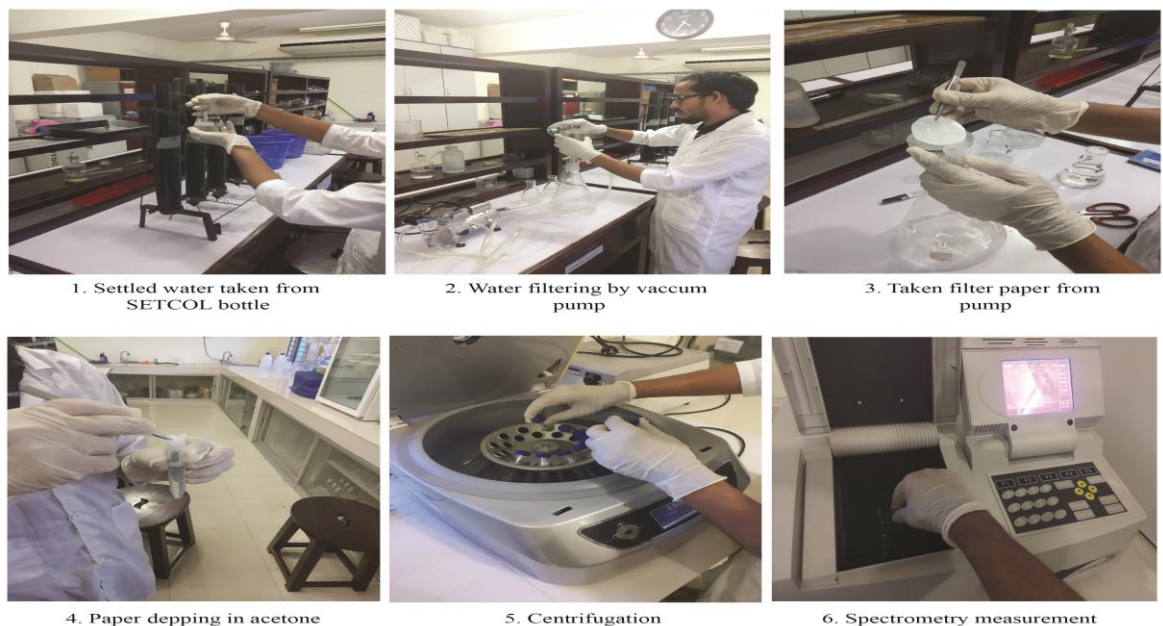 1. Settled water taken from
SETCOL bottle
2. Water filtering by vaccum
pump
3. Taken filter paper from
pump
4. Paper depping in acetone
5. Centrifugation
6. Spectrometry measurement